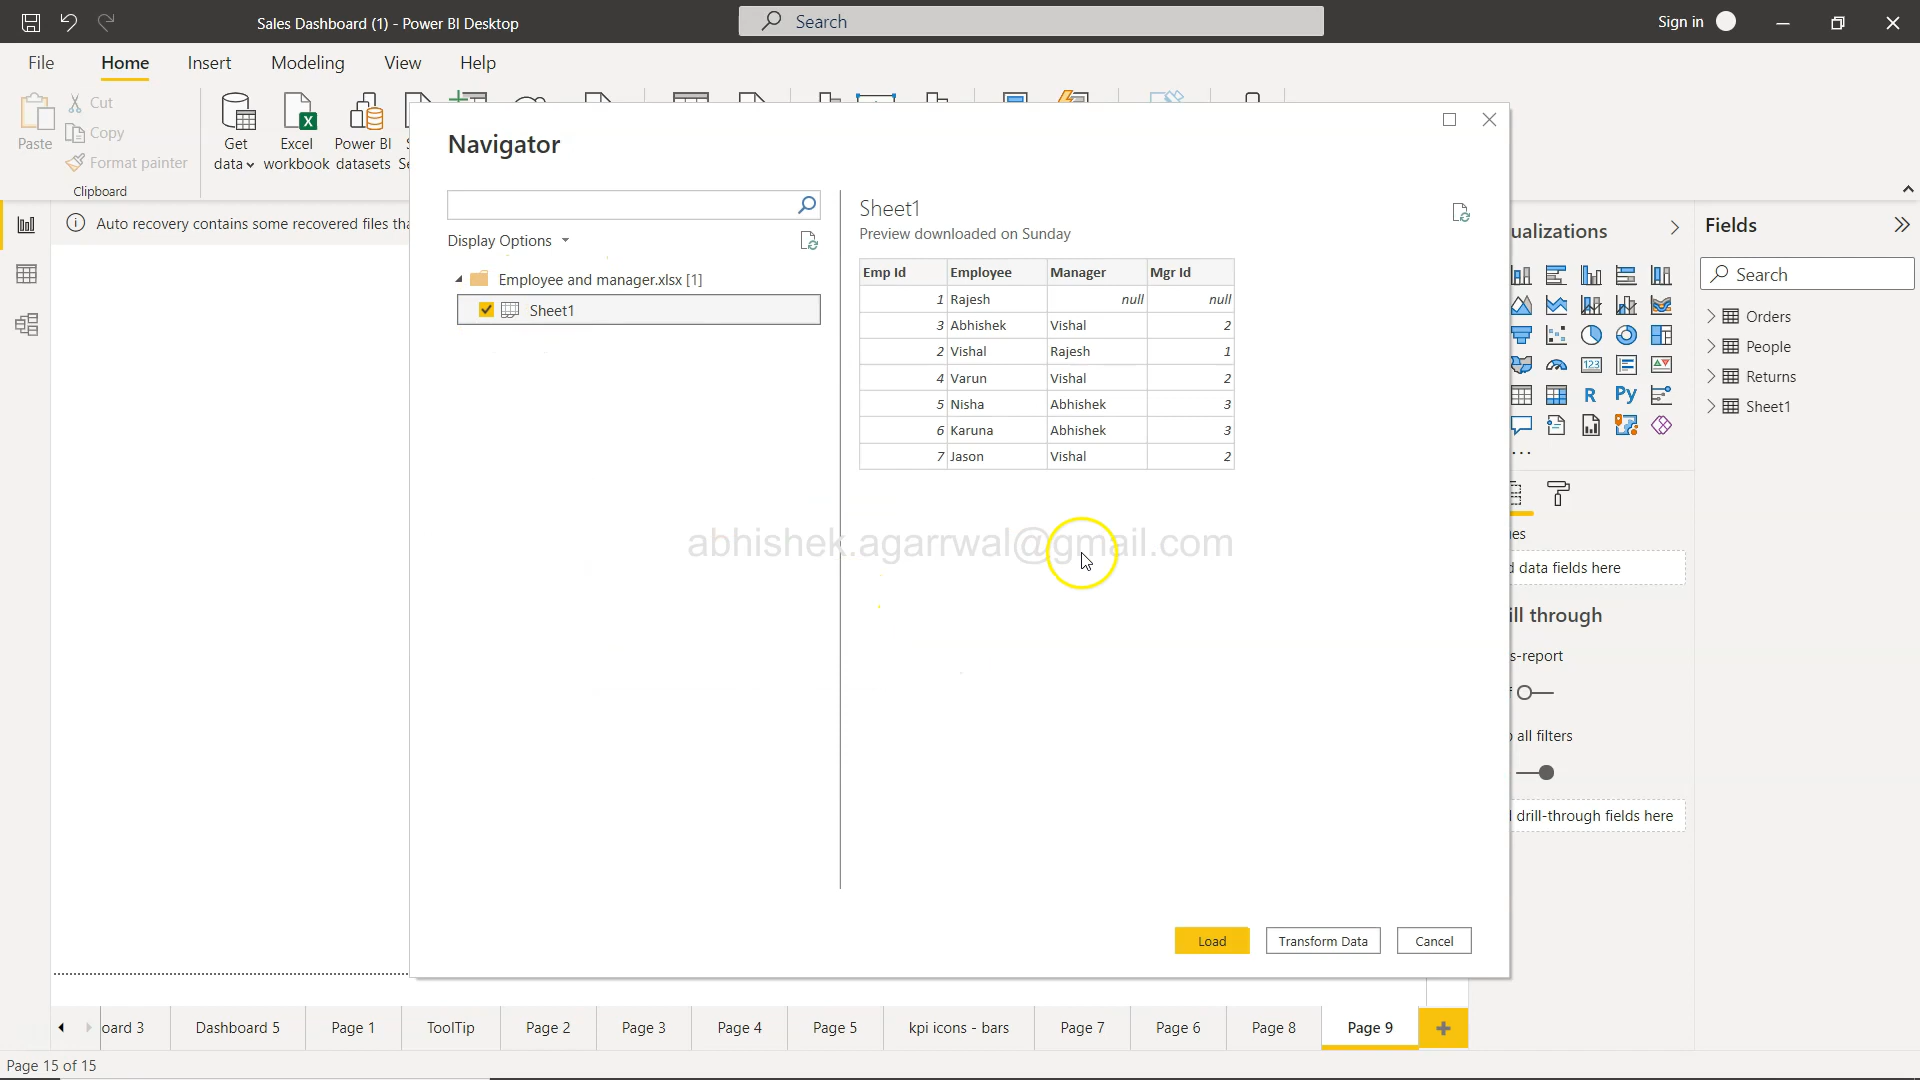 Sales Dashboard (1) - Power BI Desktop
Search
Sign in
File Home Insert Modeling View Help
Paste
Cut
Copy
Format painter
Clipboard
Get data
Excel workbook
Power BI datasets
Auto recovery contains some recovered files tha
Navigator
Display Options
Employee and manager.xlsx [1]
Sheet1
Sheet1
Preview downloaded on Sunday
Emp Id Employee Manager Mgr Id
1 Rajesh null null
3 Abhishek Vishal 2
2 Vishal Rajesh 1
4 Varun Vishal 2
5 Nisha Abhishek 3
6 Karuna Abhishek 3
7 Jason Vishal 2
abhishek.agarrwal@gmail.com
Load Transform Data Cancel
ualizations
123
R Py
es
d data fields here
ill through
s-report
all filters
drill-through fields here
Fields
Search
Orders
People
Returns
Sheet1
oard 3 Dashboard 5 Page 1 ToolTip Page 2 Page 3 Page 4 Page 5 kpi icons - bars Page 7 Page 6 Page 8 Page 9
Page 15 of 15